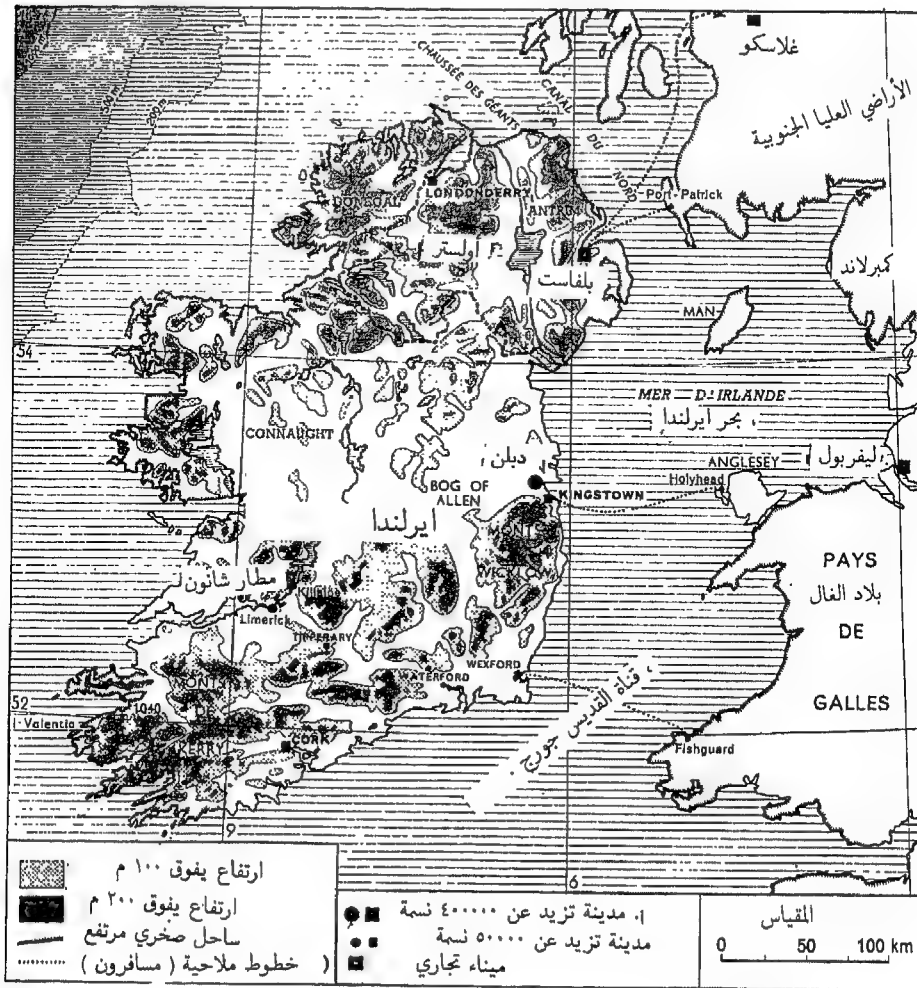 غلاسكو
الأراضي العليا الجنوبية
500m
200m
CHAUSSÉE DES GÉANTS
CANAL DU NORD
LONDONDERRY
DONEGAL
ANTRIM
Port-Patrick
اولستر
بلفاست
كمبرلاند
MAN
54
MER D'IRLANDE
بحر ايرلندا
CONNAUGHT
دبلن
ليفربول
ANGLESEY
Holyhead
BOG OF
ALLEN
KINGSTOWN
ايرلندا
PAYS
بلاد الغال
DE
GALLES
مطار شانون
Limerick
TIPPERARY
WEXFORD
WATERFORD
قناة القديس جورج
52
MONTS
DE
KERRY
1040
I. Valentia
CORK
Fishguard
9
6
ارتفاع يفوق ١٠٠ م
ارتفاع يفوق ٢٠٠ م
ساحل صخري مرتفع
خطوط ملاحية ( مسافرون )
مدينة تزيد عن ٤٠٠٠٠٠ نسمة
مدينة تزيد عن ٥٠٠٠٠ نسمة
ميناء تجاري
المقياس
0 50 100 km